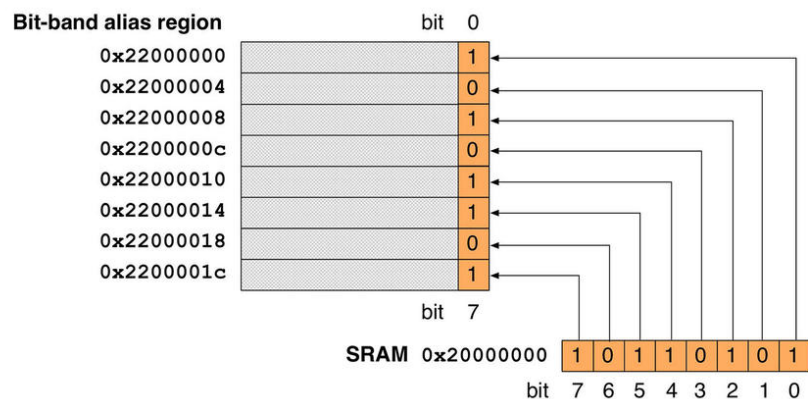 Bit-band alias region bit 0
0x22000000 1
0x22000004 0
0x22000008 1
0x2200000c 0
0x22000010 1
0x22000014 1
0x22000018 0
0x2200001c 1
bit 7
SRAM 0x20000000 1 0 1 1 0 1 0 1
bit 7 6 5 4 3 2 1 0